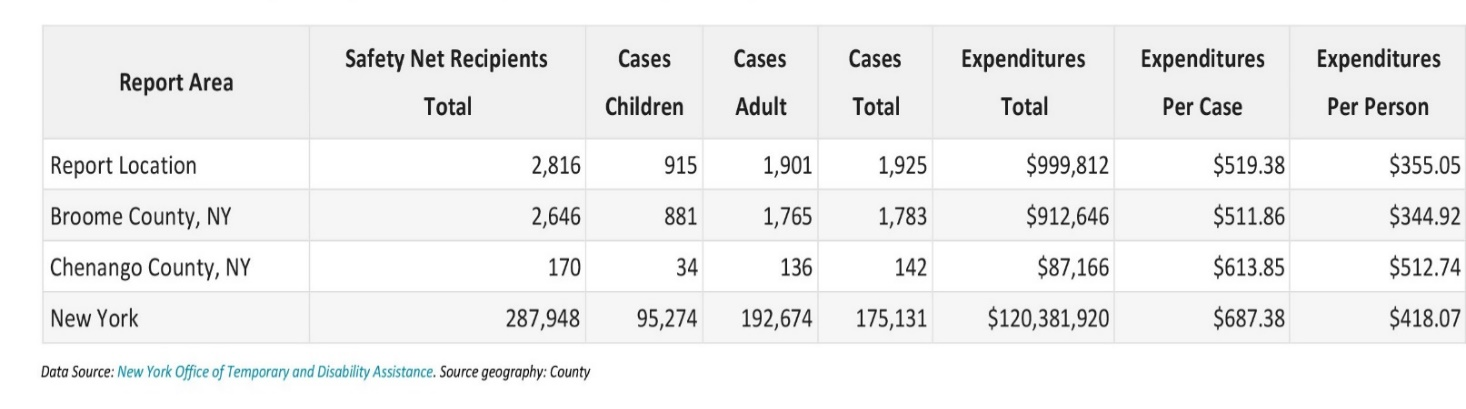 Report Area Safety Net Recipients Total Cases Children Cases Adult Cases Total Expenditures Total Expenditures Per Case Expenditures Per Person
Report Location 2,816 915 1,901 1,925 $999,812 $519.38 $355.05
Broome County, NY 2,646 881 1,765 1,783 $912,646 $511.86 $344.92
Chenango County, NY 170 34 136 142 $87,166 $613.85 $512.74
New York 287,948 95,274 192,674 175,131 $120,381,920 $687.38 $418.07
Data Source: New York Office of Temporary and Disability Assistance. Source geography: County